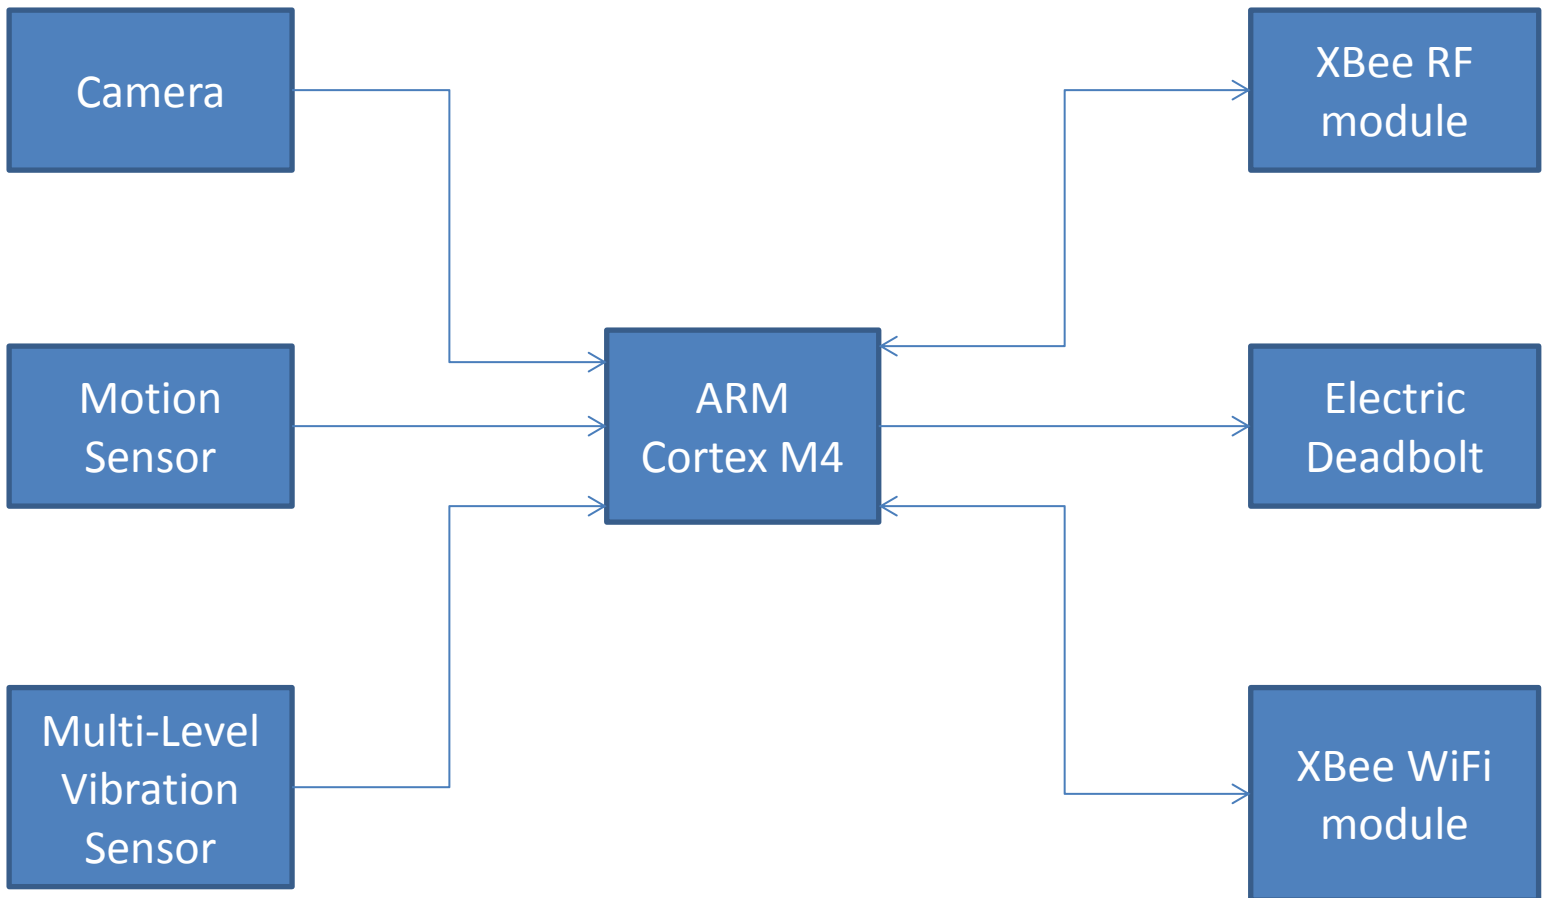 Camera
XBee RF
module
Motion
Sensor
ARM
Cortex M4
Electric
Deadbolt
Multi-Level
Vibration
Sensor
XBee WiFi
module